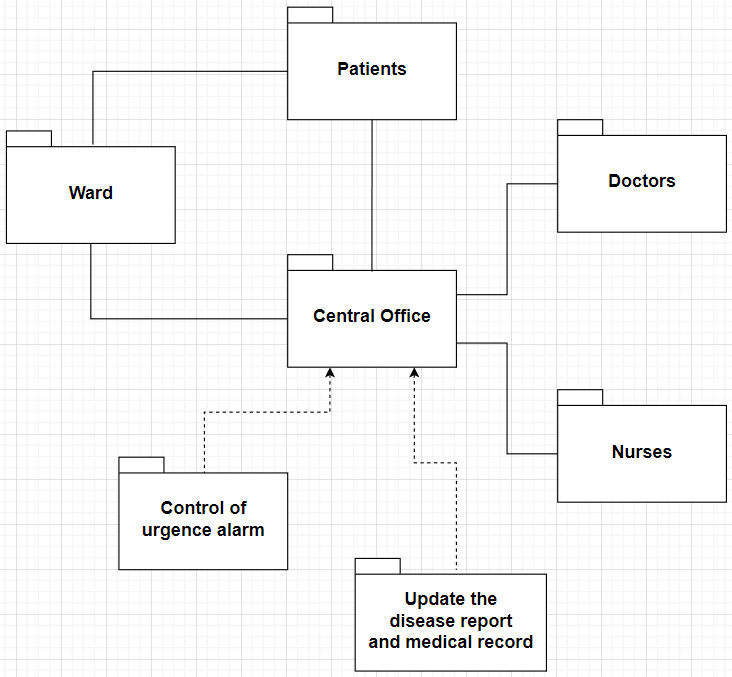 Patients
Ward
Doctors
Central Office
Nurses
Control of
urgence alarm
Update the
disease report
and medical record